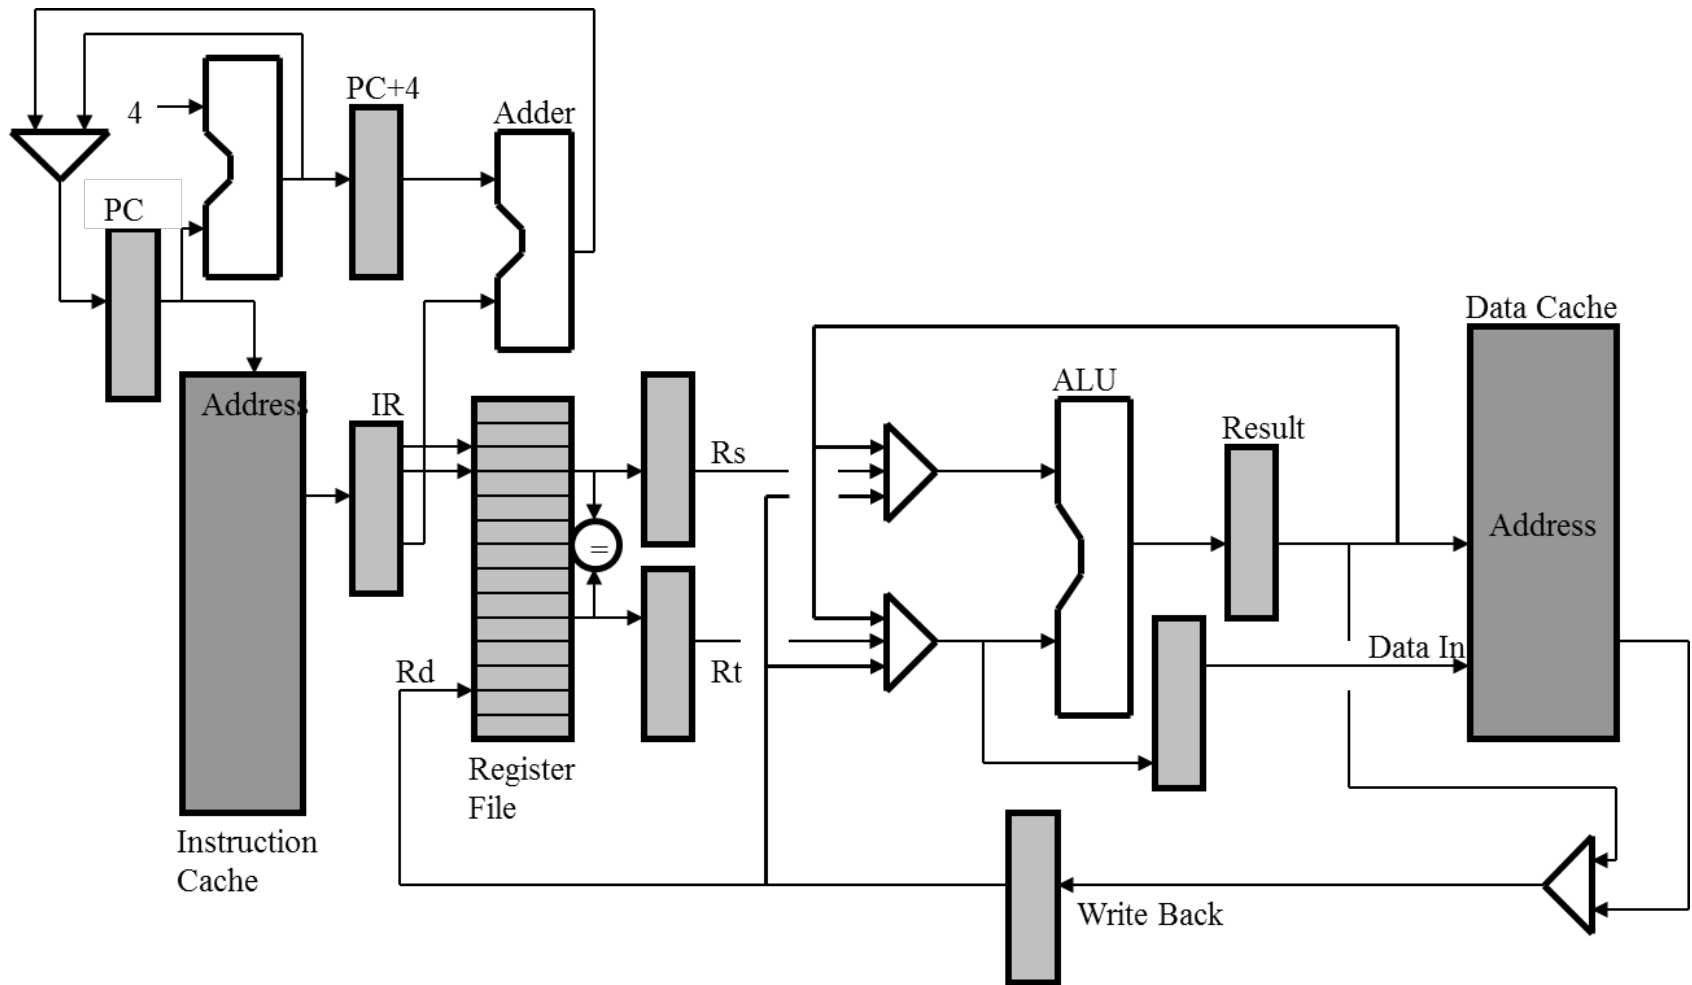 PC+4
4
Adder
PC
Data Cache
ALU
Address
IR
Result
Rs
=
Address
Data In
Rd
Rt
Register
File
Instruction
Cache
Write Back